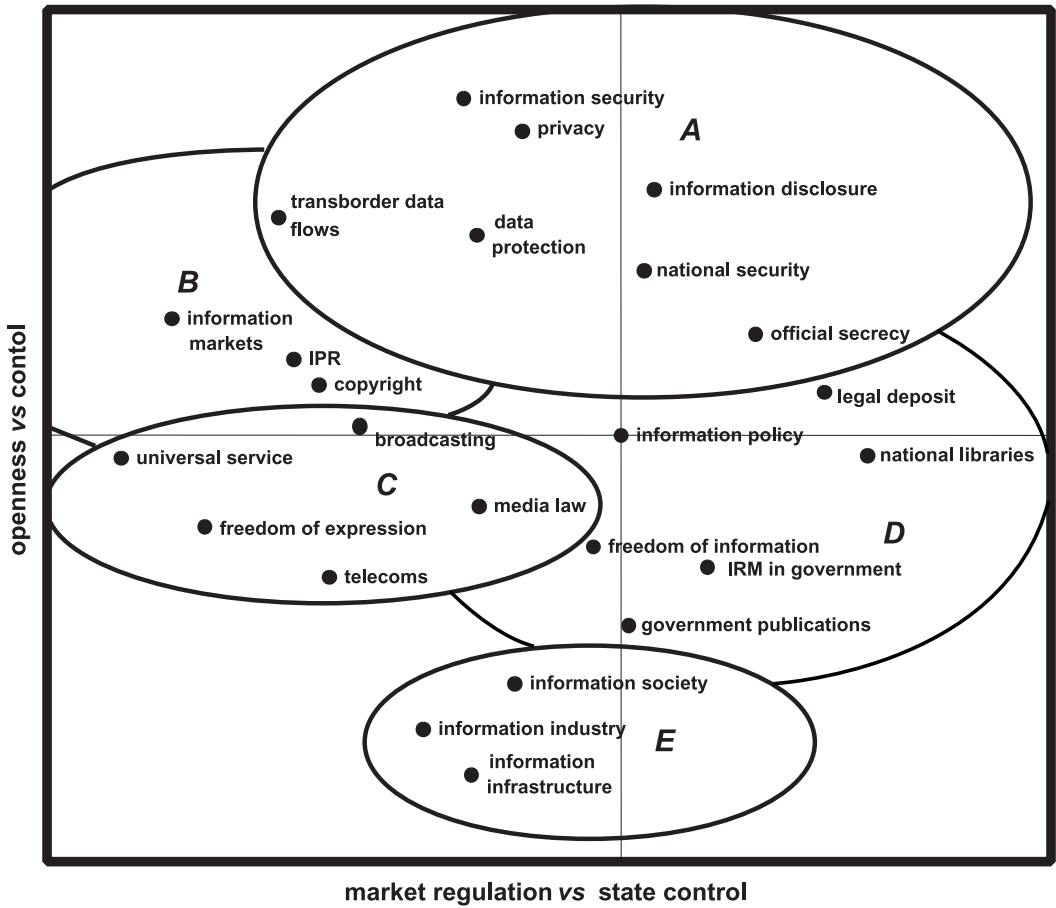 information security
privacy
A
information disclosure
transborder data
flows
data
protection
national security
B
information
markets
official secrecy
IPR
copyright
legal deposit
broadcasting
information policy
national libraries
universal service
C
media law
freedom of expression
D
freedom of information
IRM in government
telecoms
government publications
information society
information industry
E
information
infrastructure
openness vs contol
market regulation vs state control